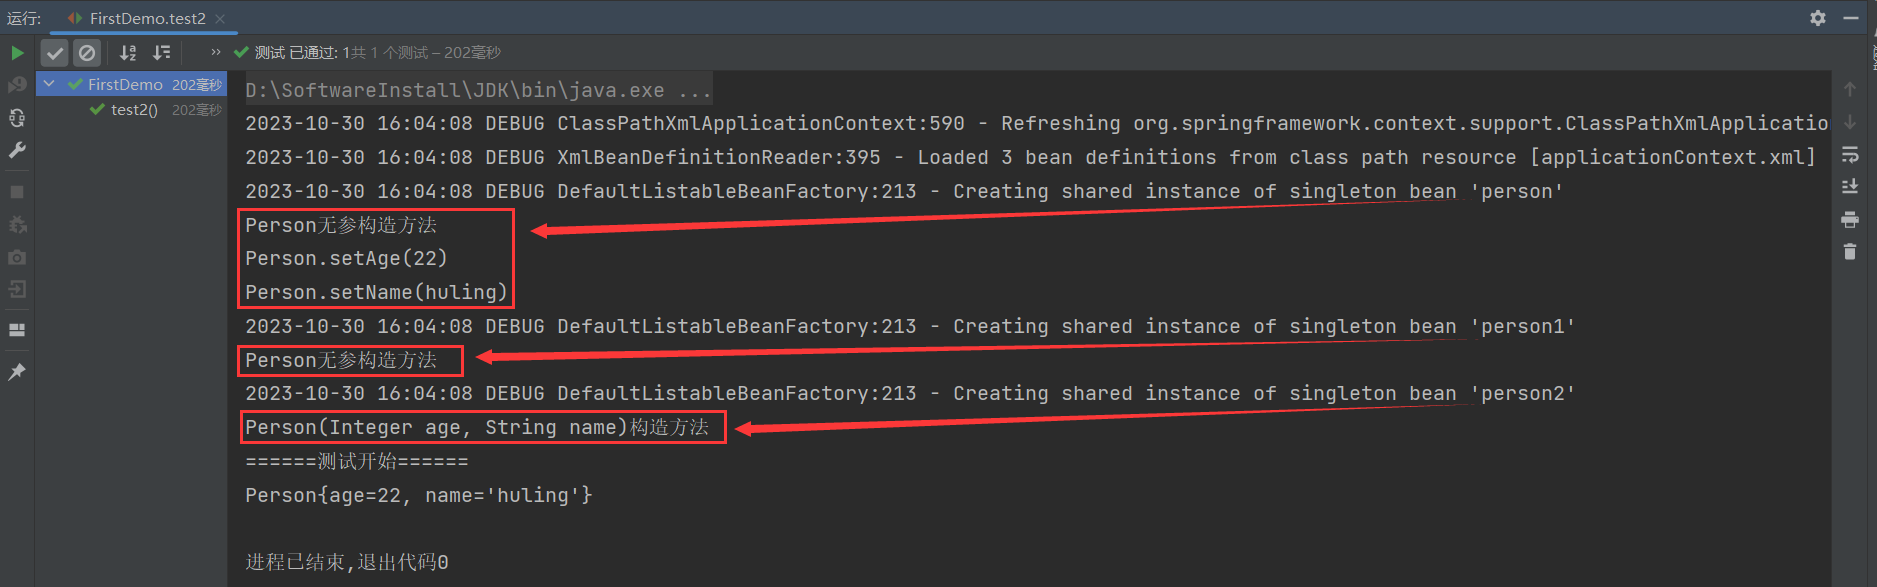 运行: FirstDemo.test2
测试 已通过: 1共 1 个测试 – 202毫秒
FirstDemo 202毫秒
test2() 202毫秒
D:\SoftwareInstall\JDK\bin\java.exe ...
2023-10-30 16:04:08 DEBUG ClassPathXmlApplicationContext:590 - Refreshing org.springframework.context.support.ClassPathXmlApplicatio
2023-10-30 16:04:08 DEBUG XmlBeanDefinitionReader:395 - Loaded 3 bean definitions from class path resource [applicationContext.xml]
2023-10-30 16:04:08 DEBUG DefaultListableBeanFactory:213 - Creating shared instance of singleton bean 'person'
Person无参构造方法
Person.setAge(22)
Person.setName(huling)
2023-10-30 16:04:08 DEBUG DefaultListableBeanFactory:213 - Creating shared instance of singleton bean 'person1'
Person无参构造方法
2023-10-30 16:04:08 DEBUG DefaultListableBeanFactory:213 - Creating shared instance of singleton bean 'person2'
Person(Integer age, String name)构造方法
======测试开始======
Person{age=22, name='huling'}
进程已结束,退出代码0